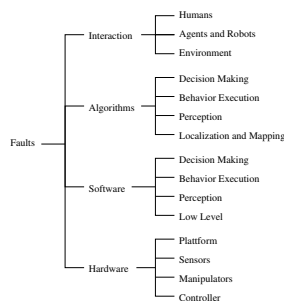 Humans
Interaction
Agents and Robots
Environment
Decision Making
Behavior Execution
Algorithms
Perception
Localization and Mapping
Faults
Decision Making
Behavior Execution
Software
Perception
Low Level
Plattform
Sensors
Hardware
Manipulators
Controller